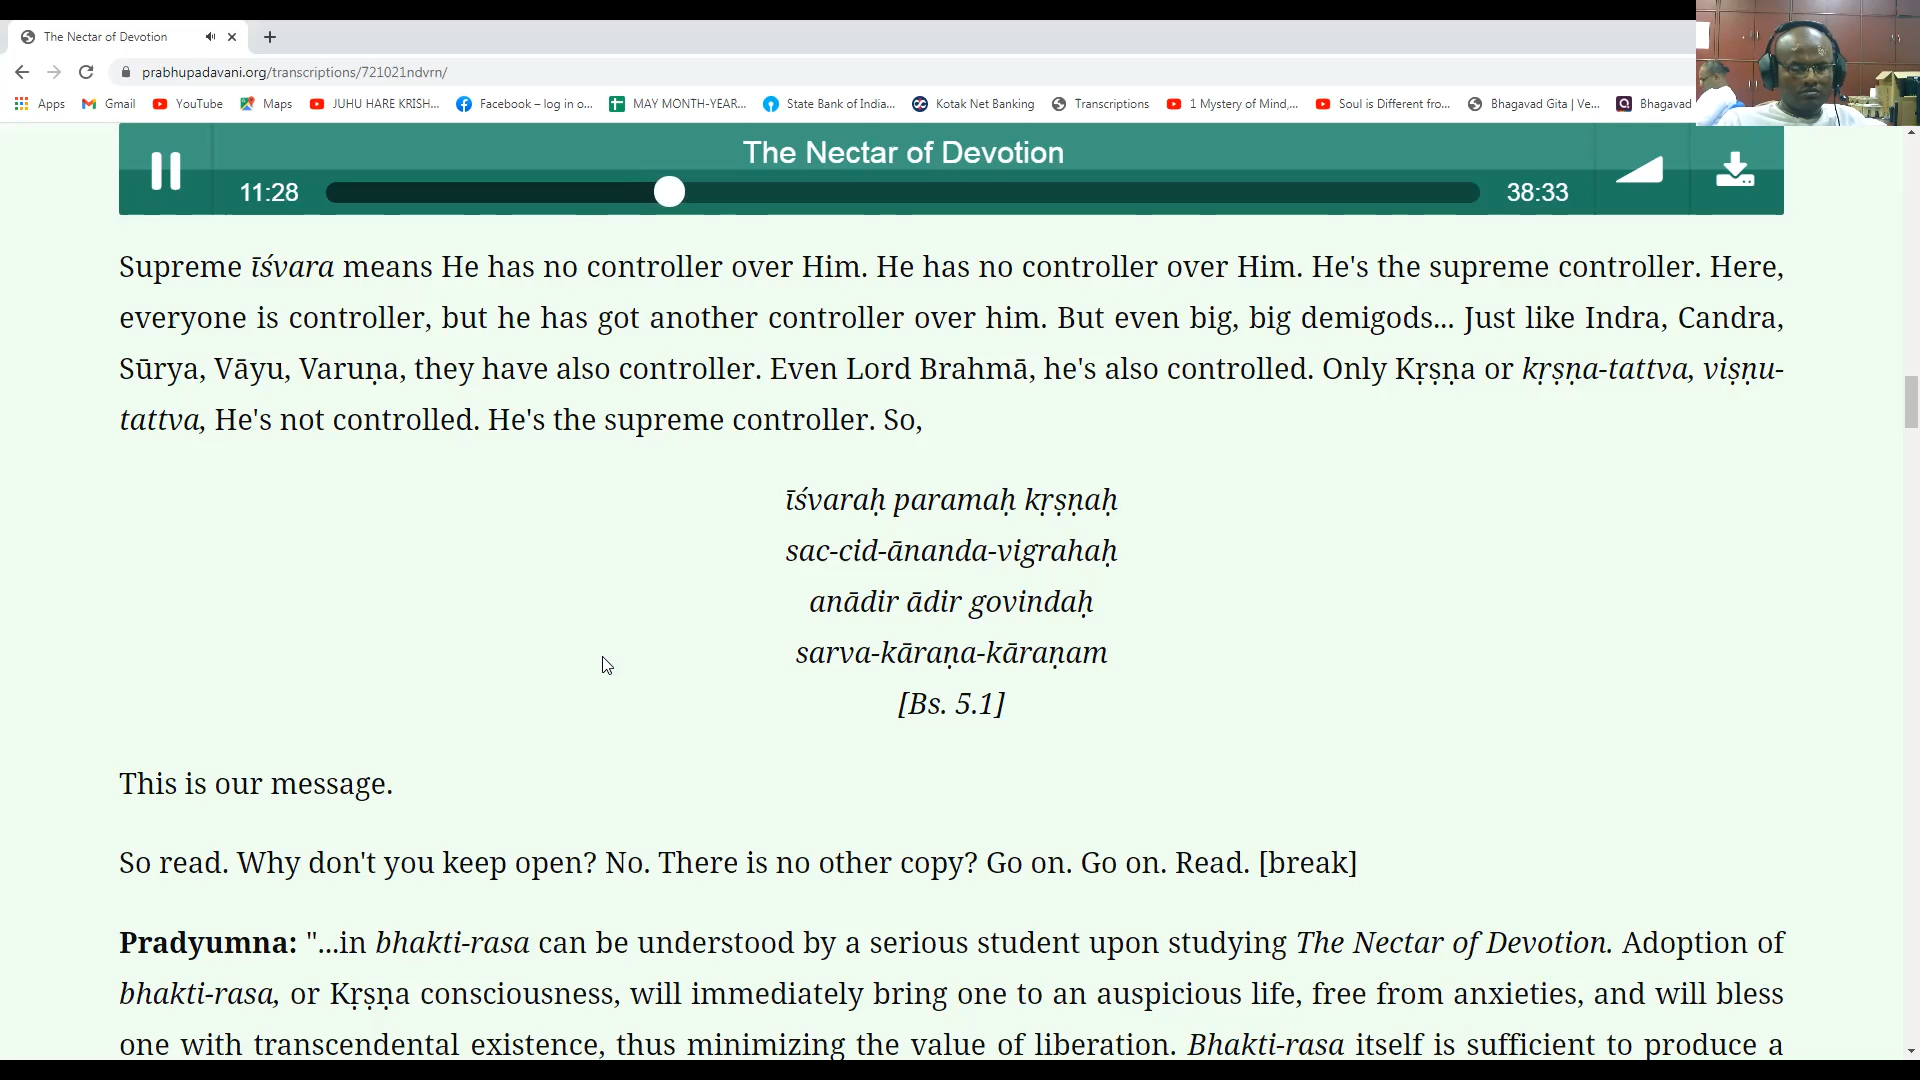 The Nectar of Devotion
prabhupadavani.org/transcriptions/721021ndvrn/
Apps Gmail YouTube Maps JUHU HARE KRISH... Facebook – log in o... MAY MONTH-YEAR... State Bank of India... Kotak Net Banking Transcriptions 1 Mystery of Mind,... Soul is Different fro... Bhagavad Gita | Ve... Bhagavad
The Nectar of Devotion
11:28 38:33
Supreme īśvara means He has no controller over Him. He has no controller over Him. He's the supreme controller. Here,
everyone is controller, but he has got another controller over him. But even big, big demigods... Just like Indra, Candra,
Sūrya, Vāyu, Varuṇa, they have also controller. Even Lord Brahmā, he's also controlled. Only Kṛṣṇa or kṛṣṇa-tattva, viṣṇu-
tattva, He's not controlled. He's the supreme controller. So,
īśvaraḥ paramaḥ kṛṣṇaḥ
sac-cid-ānanda-vigrahaḥ
anādir ādir govindaḥ
sarva-kāraṇa-kāraṇam
[Bs. 5.1]
This is our message.
So read. Why don't you keep open? No. There is no other copy? Go on. Go on. Read. [break]
Pradyumna: "...in bhakti-rasa can be understood by a serious student upon studying The Nectar of Devotion. Adoption of
bhakti-rasa, or Kṛṣṇa consciousness, will immediately bring one to an auspicious life, free from anxieties, and will bless
one with transcendental existence, thus minimizing the value of liberation. Bhakti-rasa itself is sufficient to produce a